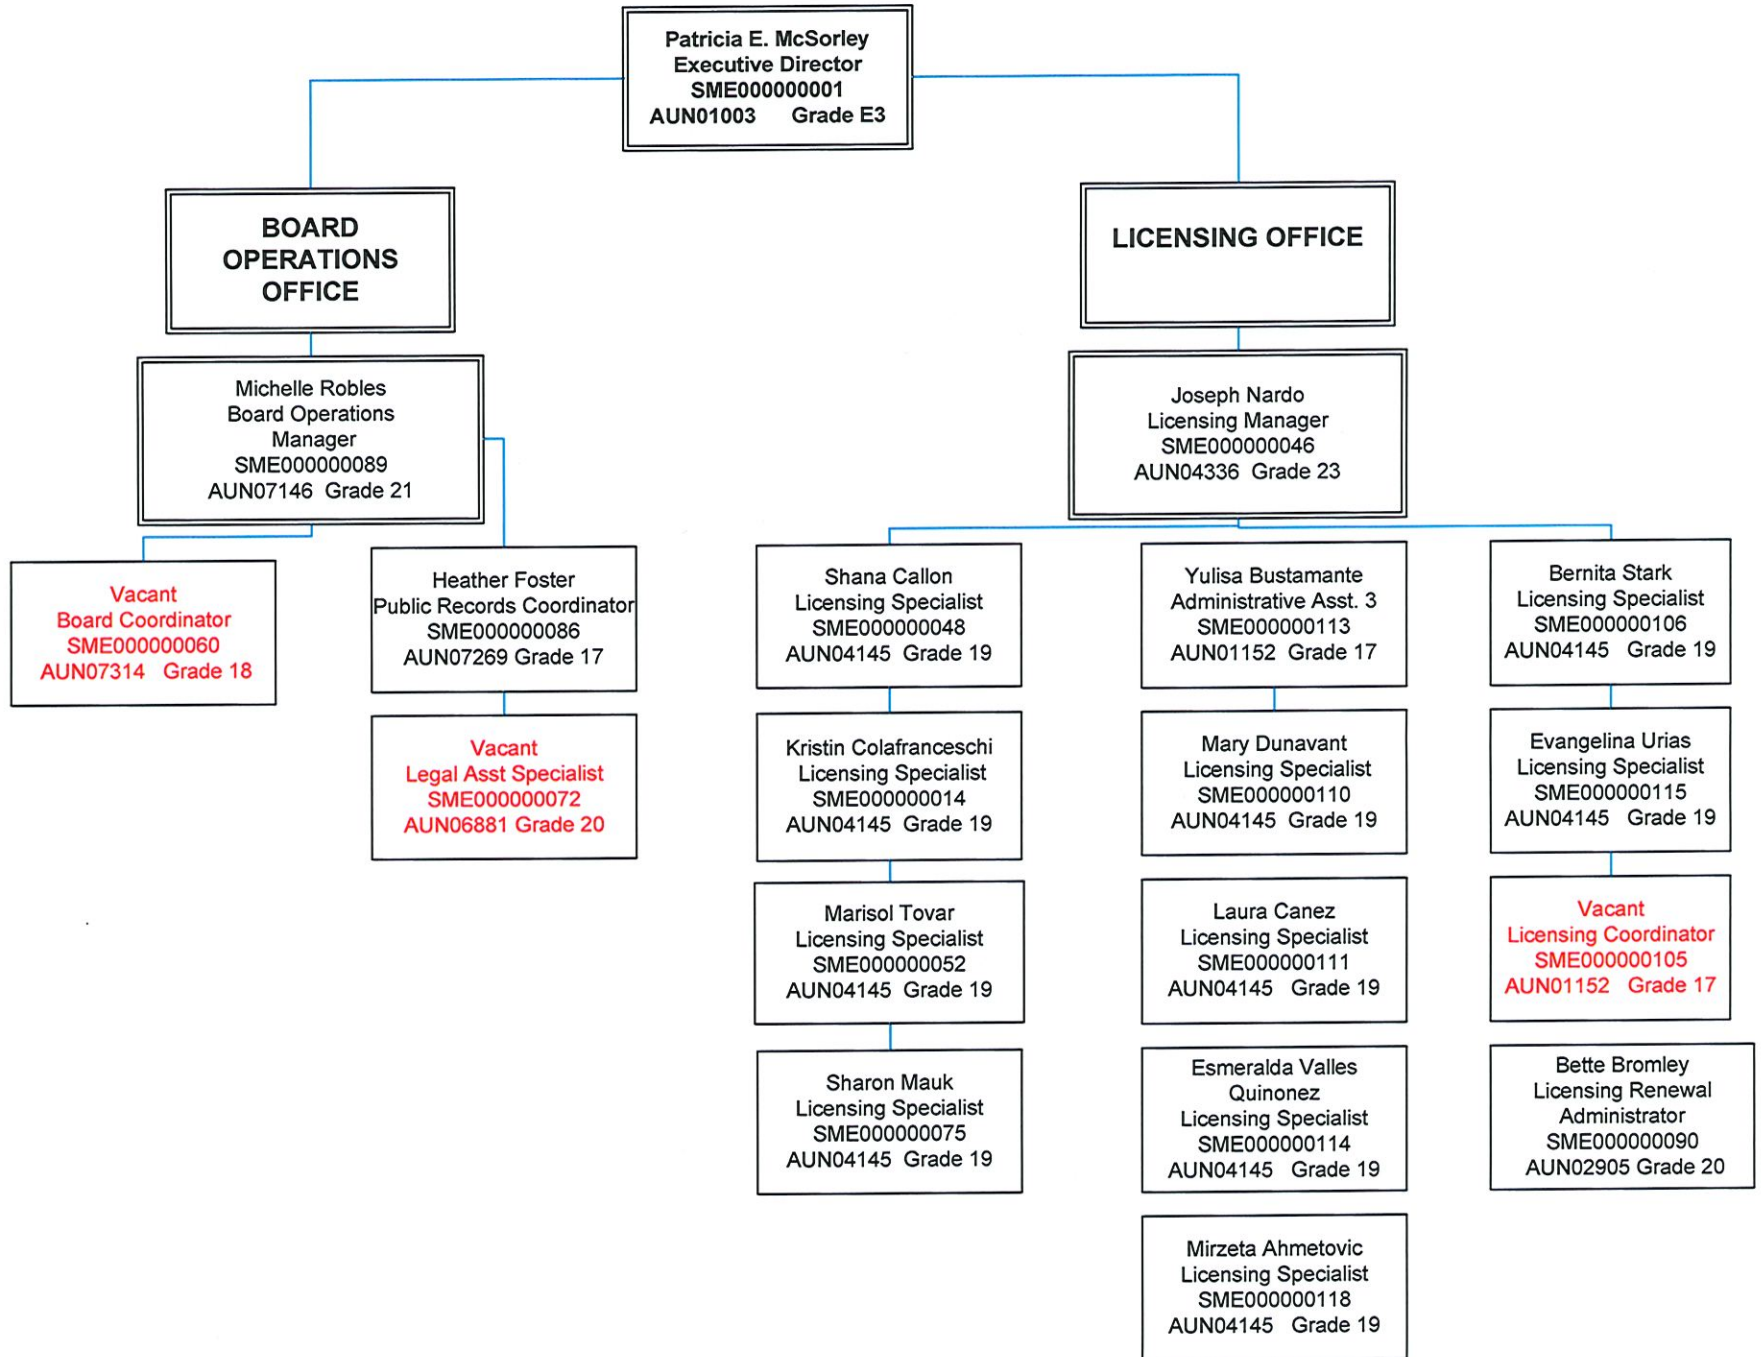 Patricia E. McSorley
Executive Director
SME000000001
AUN01003 Grade E3
BOARD
OPERATIONS
OFFICE
LICENSING OFFICE
Michelle Robles
Board Operations
Manager
SME000000089
AUN07146 Grade 21
Joseph Nardo
Licensing Manager
SME000000046
AUN04336 Grade 23
Vacant
Board Coordinator
SME000000060
AUN07314 Grade 18
Heather Foster
Public Records Coordinator
SME000000086
AUN07269 Grade 17
Vacant
Legal Asst Specialist
SME000000072
AUN06881 Grade 20
Shana Callon
Licensing Specialist
SME000000048
AUN04145 Grade 19
Kristin Colafranceschi
Licensing Specialist
SME000000014
AUN04145 Grade 19
Marisol Tovar
Licensing Specialist
SME000000052
AUN04145 Grade 19
Sharon Mauk
Licensing Specialist
SME000000075
AUN04145 Grade 19
Yulisa Bustamante
Administrative Asst. 3
SME000000113
AUN01152 Grade 17
Mary Dunavant
Licensing Specialist
SME000000110
AUN04145 Grade 19
Laura Canez
Licensing Specialist
SME000000111
AUN04145 Grade 19
Esmeralda Valles
Quinonez
Licensing Specialist
SME000000114
AUN04145 Grade 19
Mirzeta Ahmetovic
Licensing Specialist
SME000000118
AUN04145 Grade 19
Bernita Stark
Licensing Specialist
SME000000106
AUN04145 Grade 19
Evangelina Urias
Licensing Specialist
SME000000115
AUN04145 Grade 19
Vacant
Licensing Coordinator
SME000000105
AUN01152 Grade 17
Bette Bromley
Licensing Renewal
Administrator
SME000000090
AUN02905 Grade 20